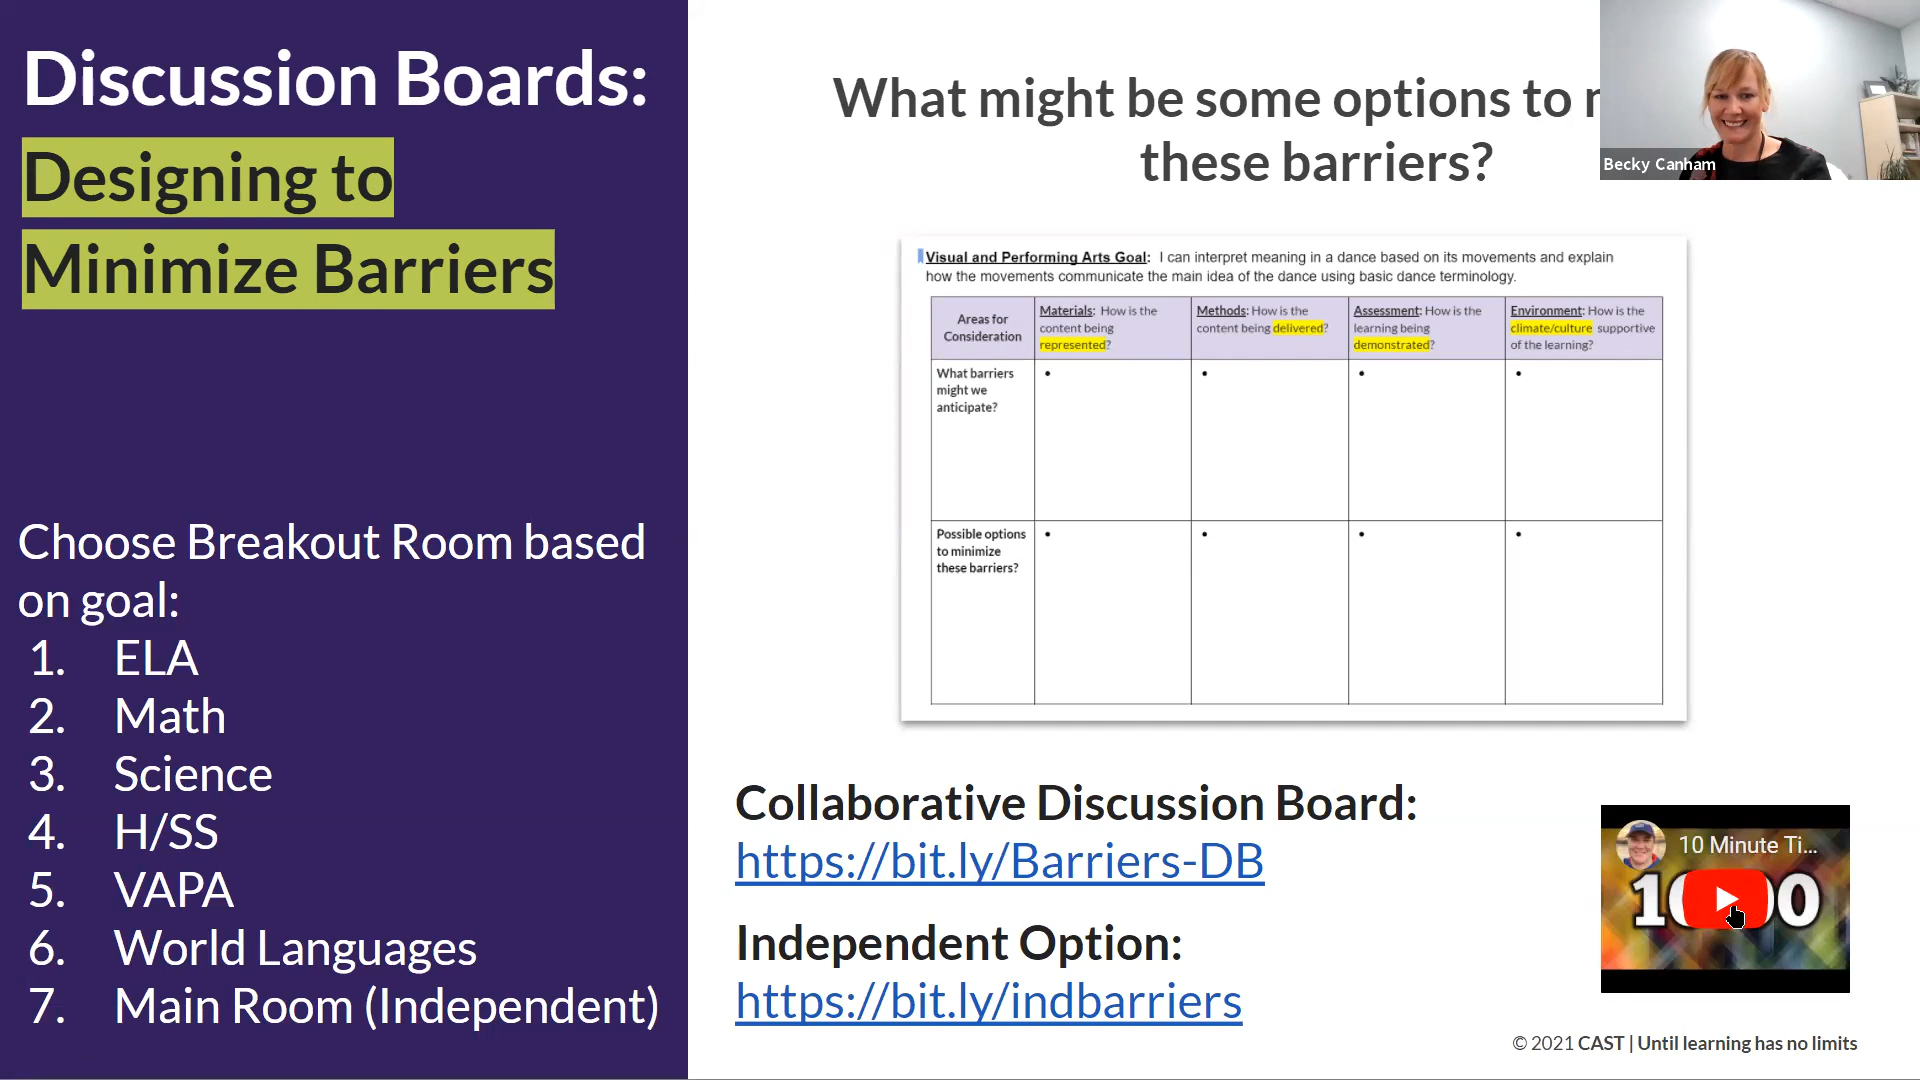 Discussion Boards:
Designing to
Minimize Barriers
Choose Breakout Room based
on goal:
1. ELA
2. Math
3. Science
4. H/SS
5. VAPA
6. World Languages
7. Main Room (Independent)
What might be some options to
these barriers?
Becky Canham
Visual and Performing Arts Goal: I can interpret meaning in a dance based on its movements and explain
how the movements communicate the main idea of the dance using basic dance terminology.
Areas for
Consideration
Materials: How is the
content being
represented?
Methods: How is the
content being delivered?
Assessment: How is the
learning being
demonstrated?
Environment: How is the
climate/culture supportive
of the learning?
What barriers
might we
anticipate?
•
•
•
•
Possible options
to minimize
these barriers?
•
•
•
•
Collaborative Discussion Board:
https://bit.ly/Barriers-DB
Independent Option:
https://bit.ly/indbarriers
10 Minute Ti...
© 2021 CAST | Until learning has no limits